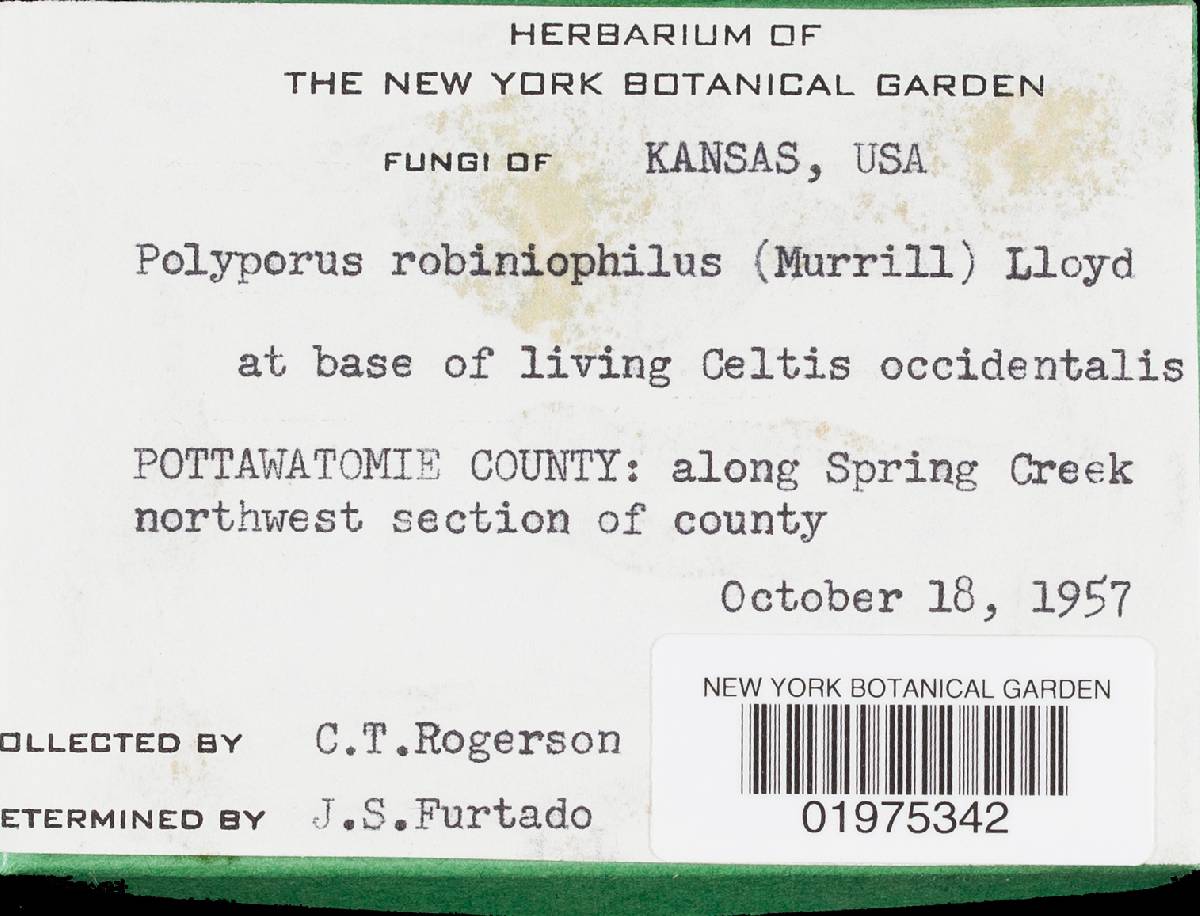 HERBARIUM OF
THE NEW YORK BOTANICAL GARDEN
FUNGI OF KANSAS, USA
Polyporus robiniophilus (Murrill) Lloyd
at base of living Celtis occidentalis
POTTAWATOMIE COUNTY: along Spring Creek
northwest section of county
October 18, 1957
NEW YORK BOTANICAL GARDEN
01975342
OLLECTED BY C.T.Rogerson
ETERMINED BY J.S.Furtado